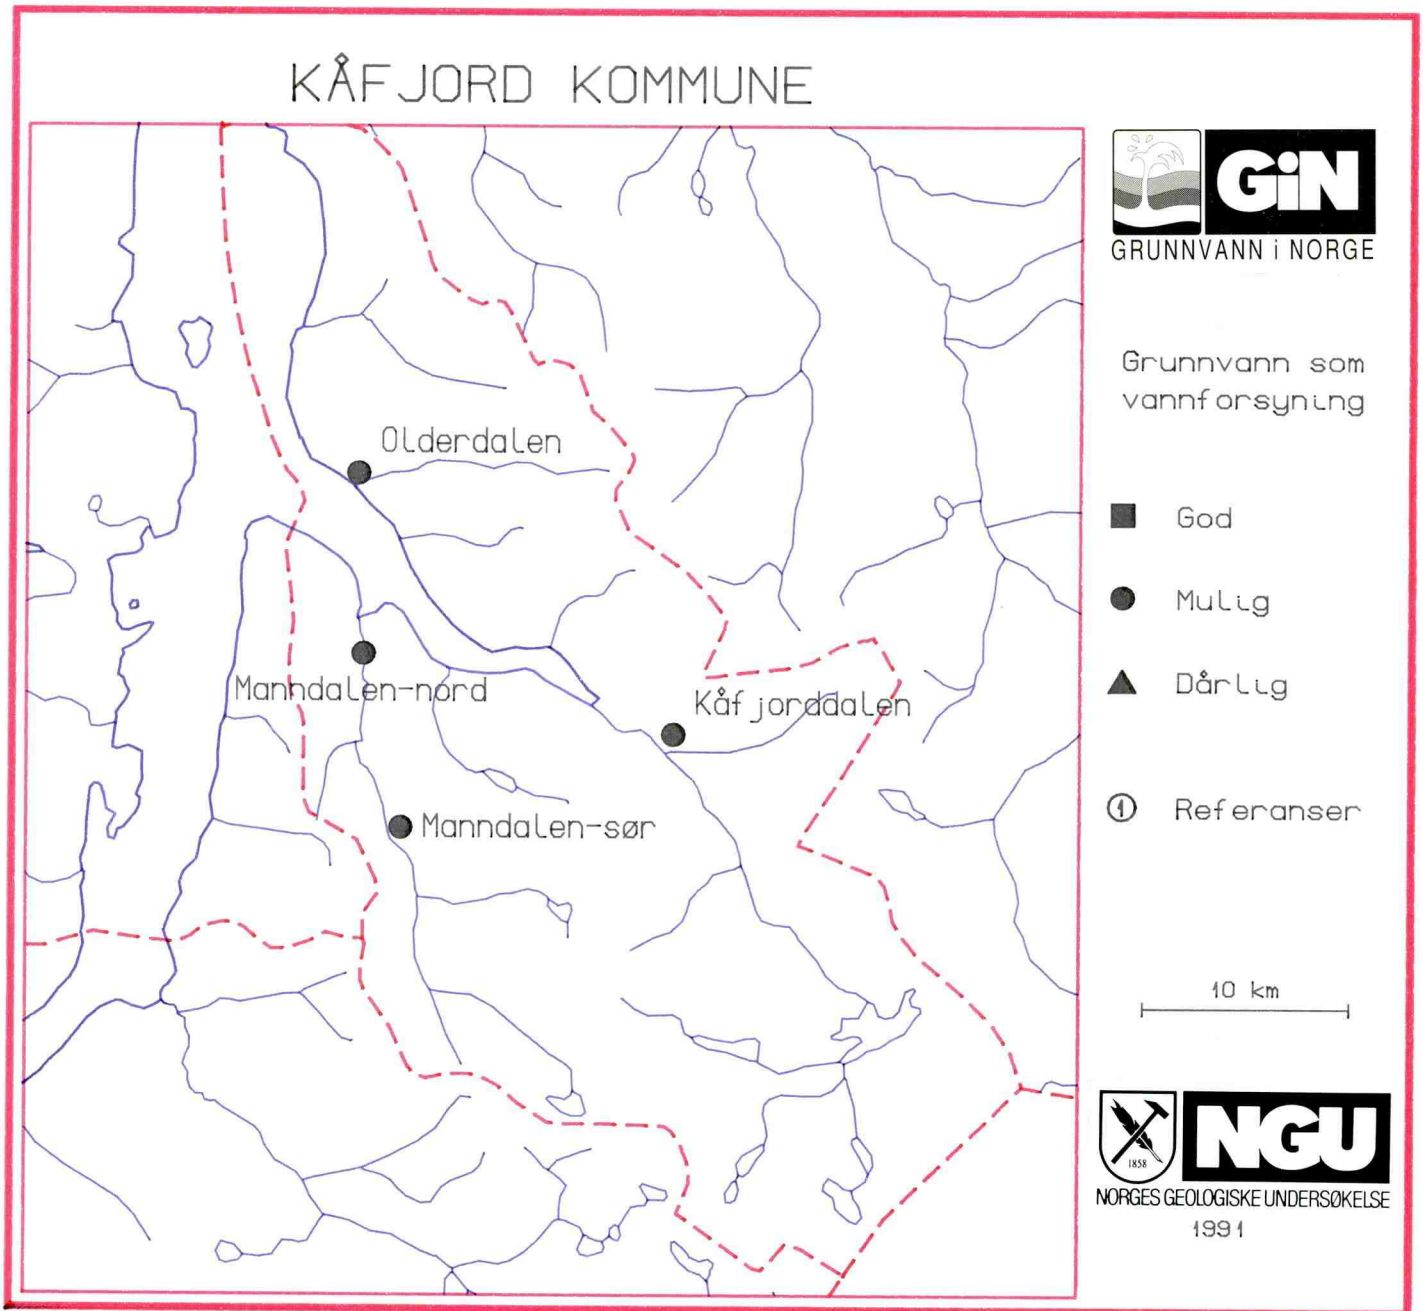 KÅFJORD KOMMUNE
GiN
GRUNNVANN i NORGE
Grunnvann som
vannforsyning
God
Mulig
Dårlig
1 Referanser
10 km
Olderdalen
Manndalen-nord
Kåfjorddalen
Manndalen-sør
1858
NGU
NORGES GEOLOGISKE UNDERSØKELSE
1991